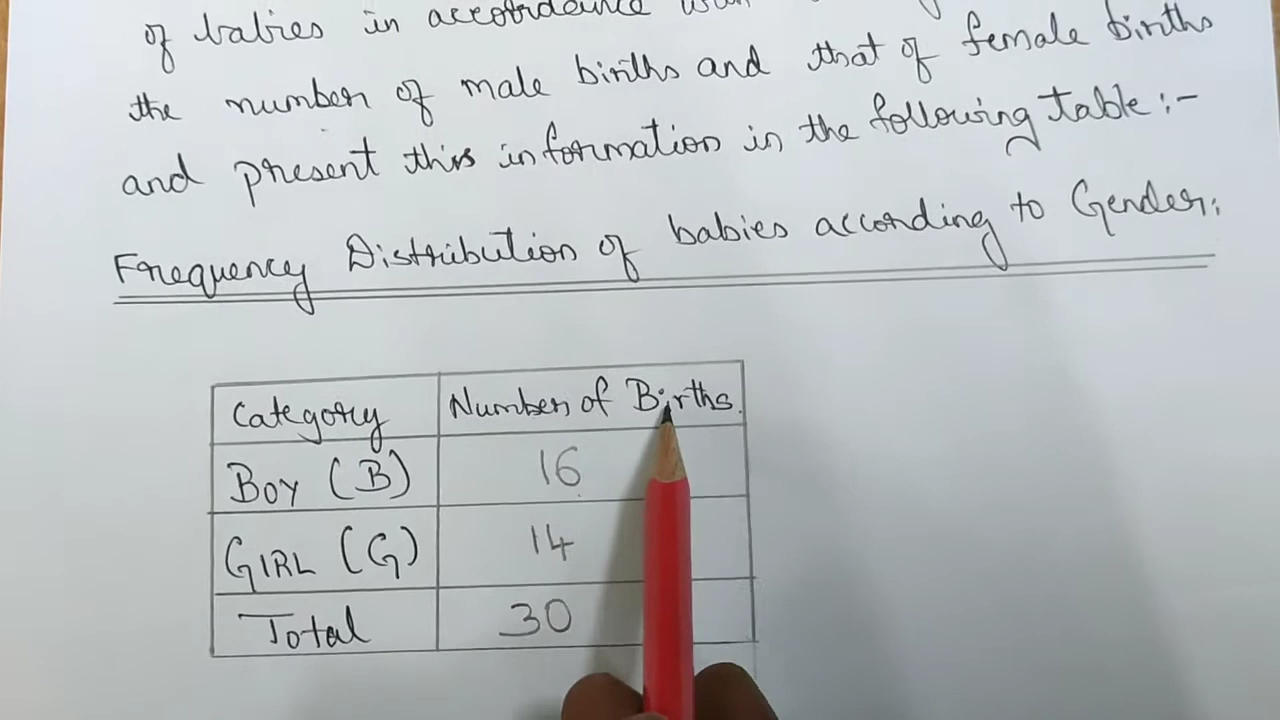 of babies in accordance with
the number of male births and that of female births
and present this information in the following table :-
Frequency Distribution of babies according to Gender:
Category Number of Births.
Boy (B) 16
GIRL (G) 14
Total 30